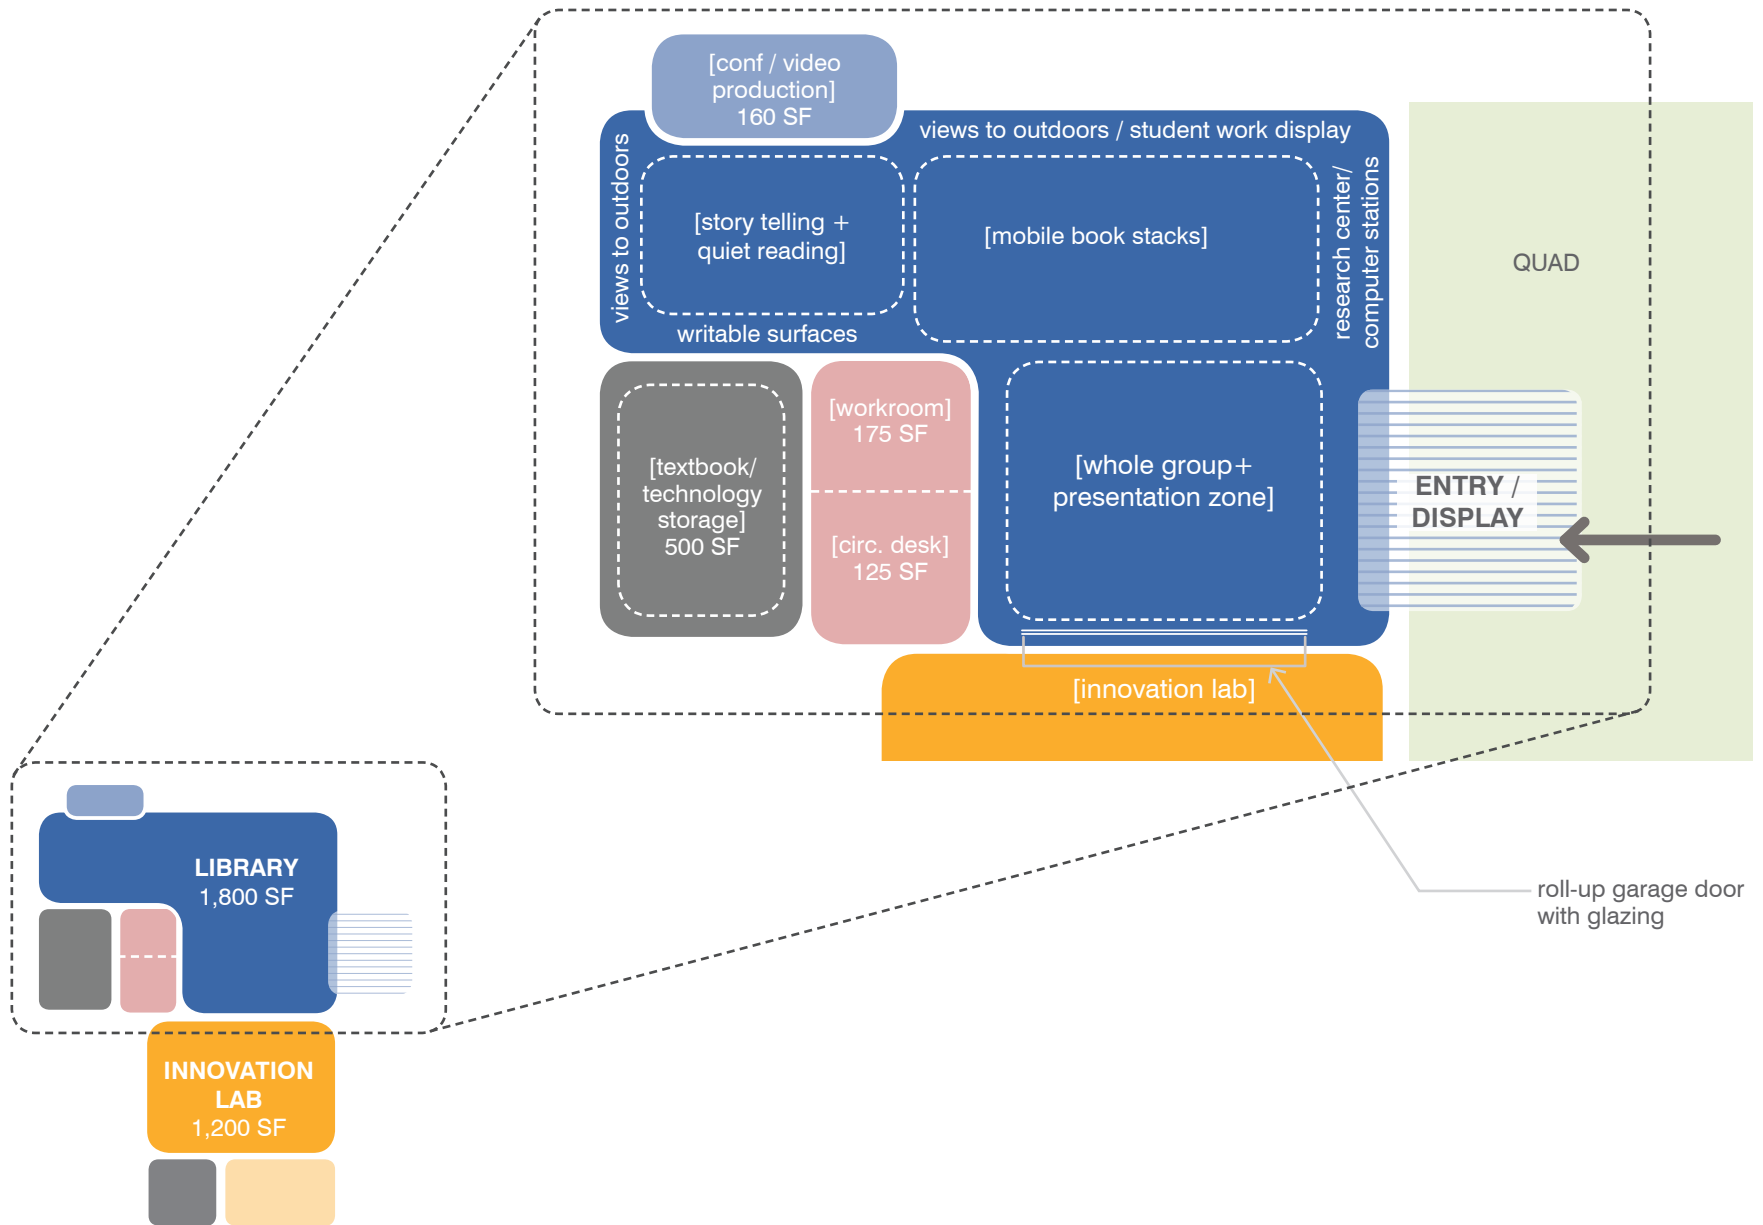 [conf / video
production]
160 SF
views to outdoors / student work display
views to outdoors
[story telling +
quiet reading]
[mobile book stacks]
research center/
computer stations
QUAD
writable surfaces
[workroom]
175 SF
[textbook/
technology
storage]
500 SF
[circ. desk]
125 SF
[whole group+
presentation zone]
ENTRY /
DISPLAY
[innovation lab]
roll-up garage door
with glazing
LIBRARY
1,800 SF
INNOVATION
LAB
1,200 SF